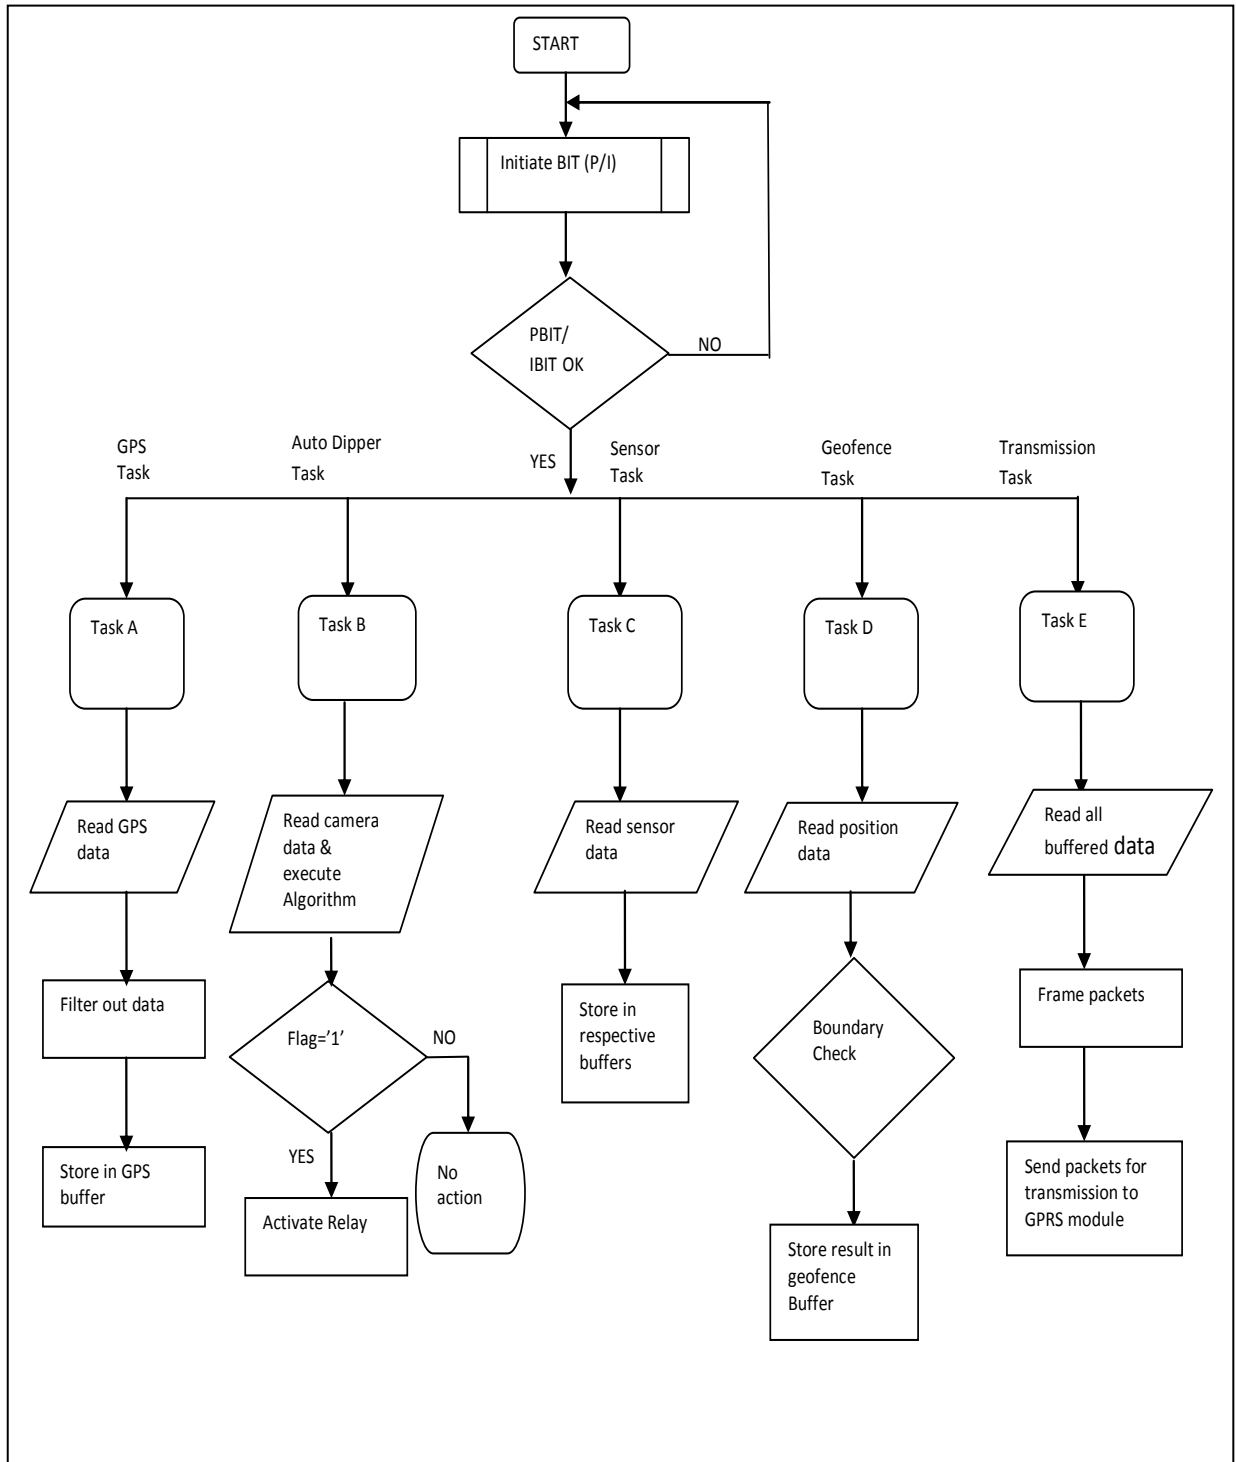 START
Initiate BIT (P/I)
PBIT/
IBIT OK
NO
YES
GPS
Task
Auto Dipper
Task
Sensor
Task
Geofence
Task
Transmission
Task
Task A
Task B
Task C
Task D
Task E
Read GPS
data
Read camera
data &
execute
Algorithm
Read sensor
data
Read position
data
Read all
buffered data
Filter out data
Flag='1'
NO
YES
Store in
respective
buffers
Boundary
Check
Frame packets
Store in GPS
buffer
Activate Relay
No
action
Store result in
geofence
Buffer
Send packets for
transmission to
GPRS module